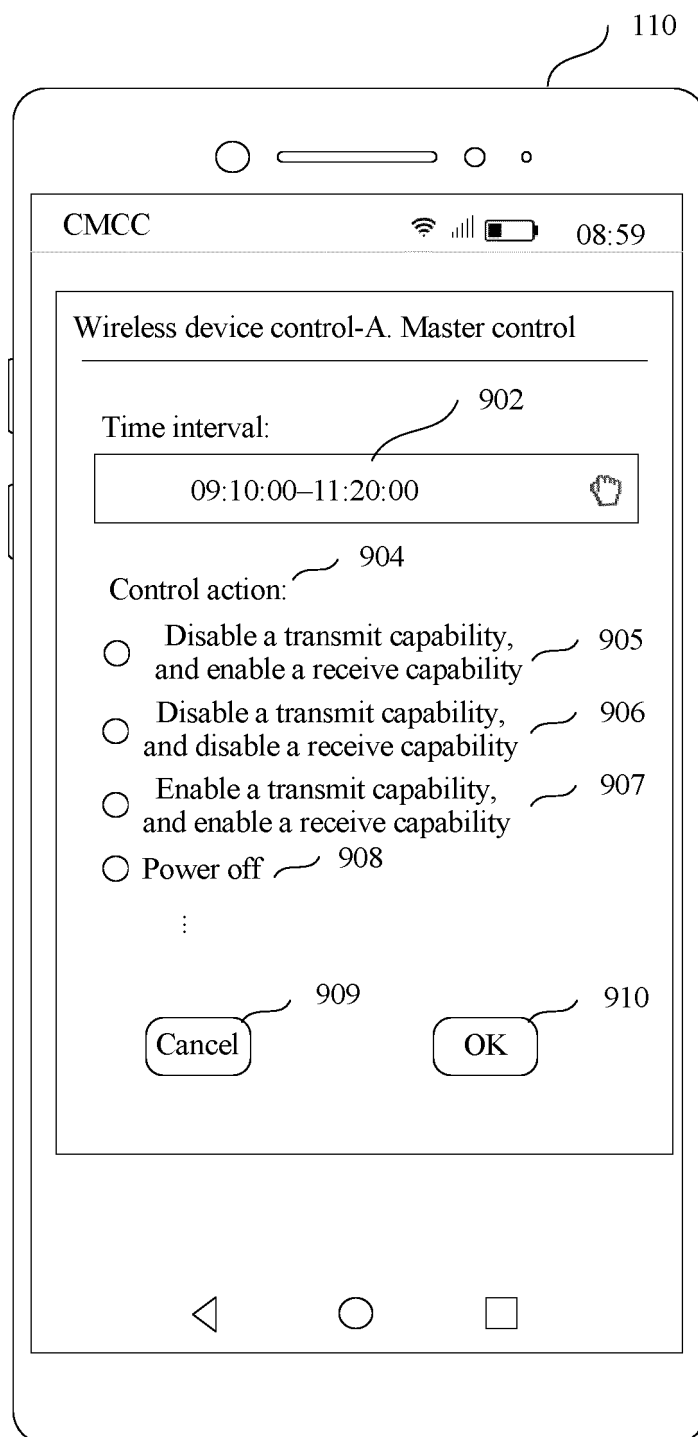 110
CMCC 08:59
Wireless device control-A. Master control
902
Time interval:
09:10:00–11:20:00
904
Control action:
Disable a transmit capability,
and enable a receive capability
905
Disable a transmit capability,
and disable a receive capability
906
Enable a transmit capability,
and enable a receive capability
907
Power off 908
⋮
909
910
Cancel OK